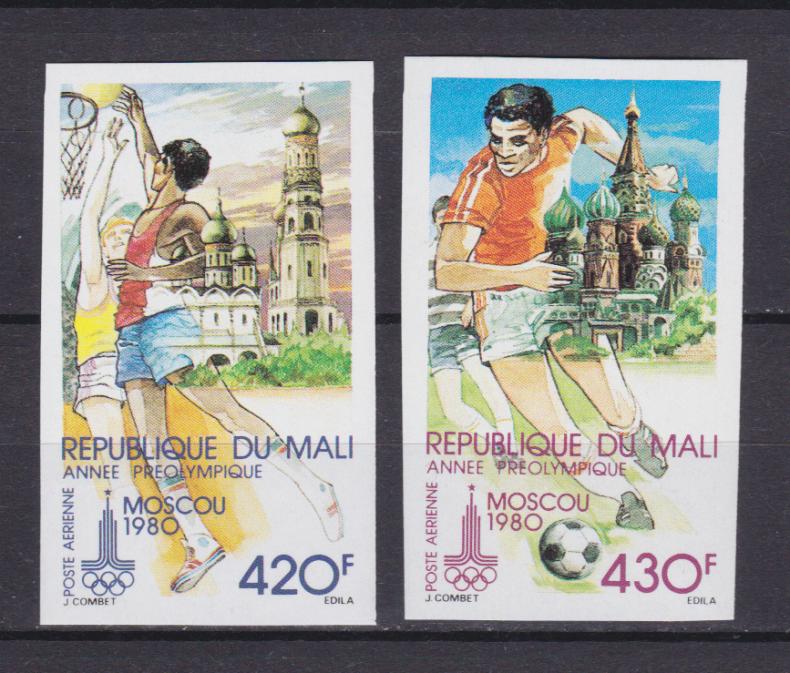 REPUBLIQUE DU MALI
ANNEE PREOLYMPIQUE
MOSCOU
1980
POSTE AERIENNE
420F
J. COMBET
EDILA
REPUBLIQUE DU MALI
ANNEE PREOLYMPIQUE
MOSCOU
1980
POSTE AERIENNE
430F
J. COMBET
EDILA